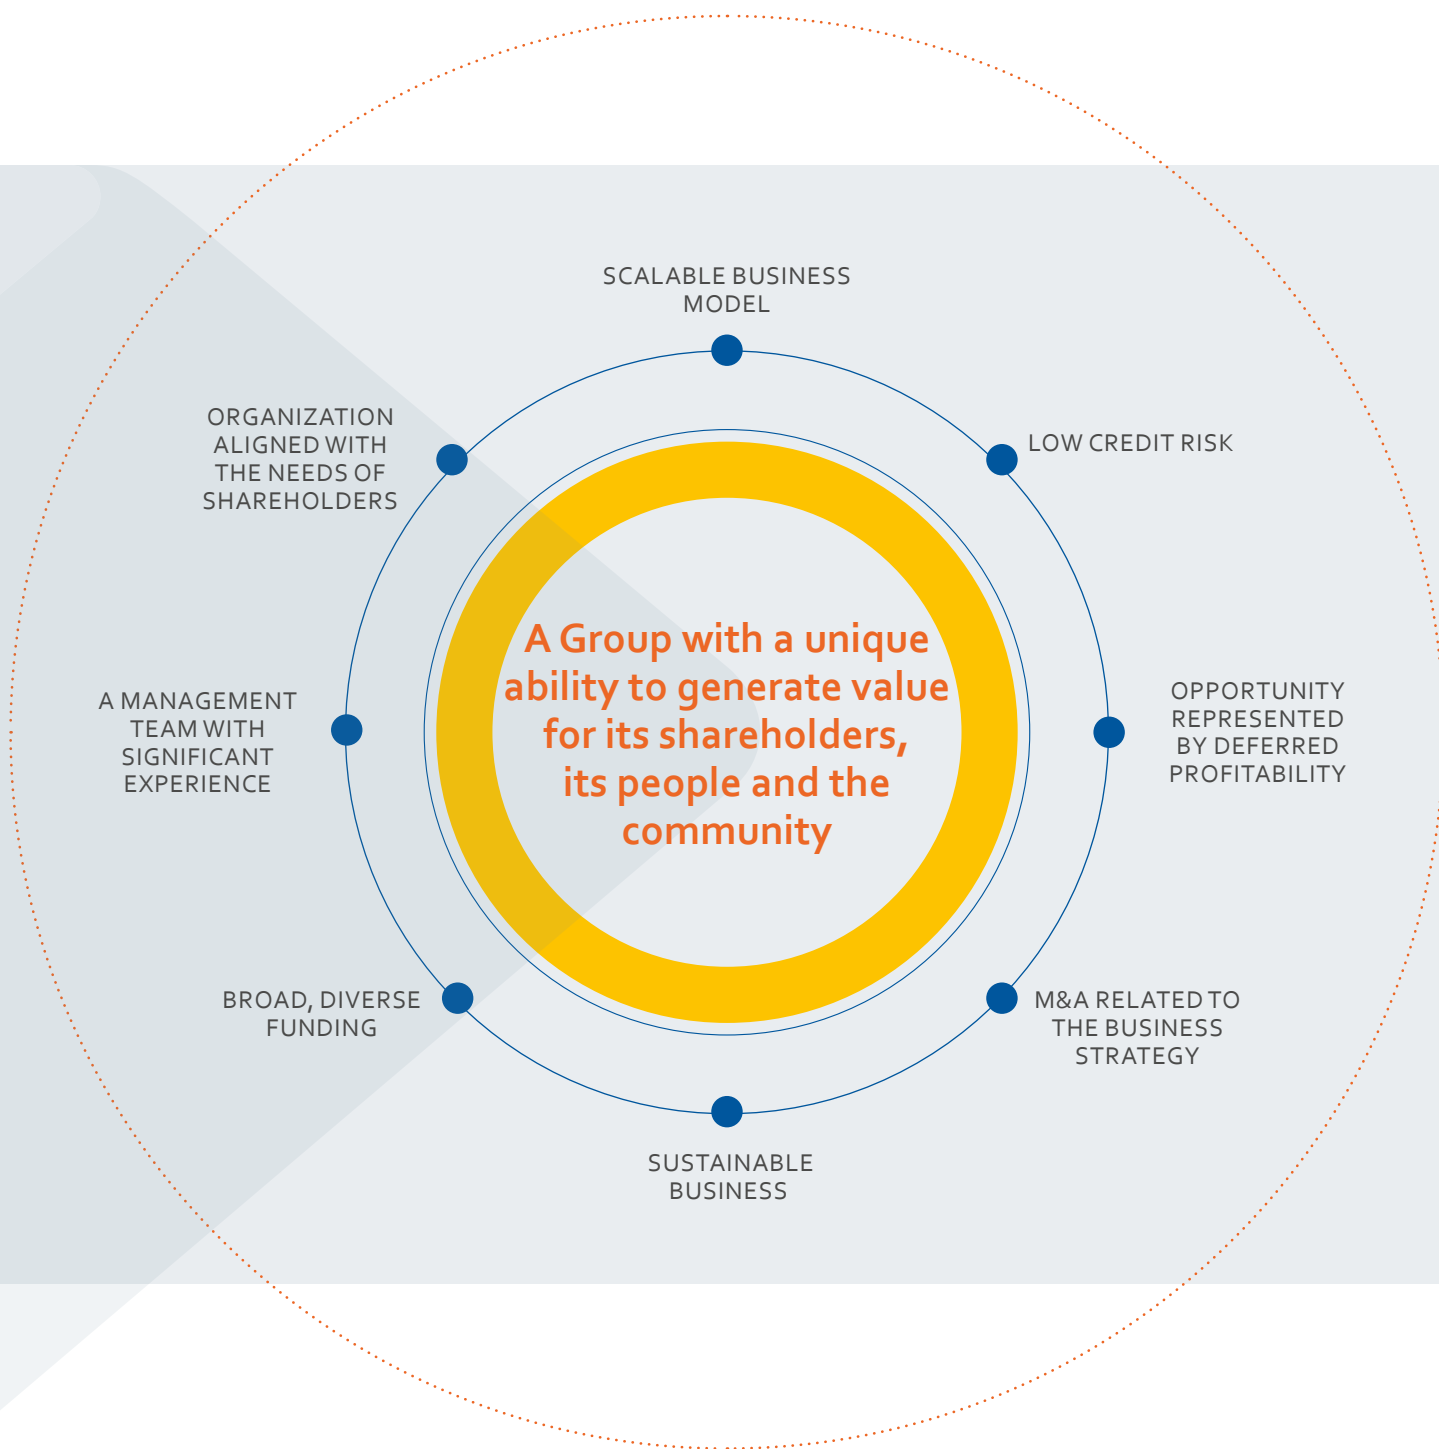 SCALABLE BUSINESS
MODEL
ORGANIZATION
ALIGNED WITH
THE NEEDS OF
SHAREHOLDERS
LOW CREDIT RISK
A Group with a unique
ability to generate value
for its shareholders,
its people and the
community
A MANAGEMENT
TEAM WITH
SIGNIFICANT
EXPERIENCE
OPPORTUNITY
REPRESENTED
BY DEFERRED
PROFITABILITY
BROAD, DIVERSE
FUNDING
M&A RELATED TO
THE BUSINESS
STRATEGY
SUSTAINABLE
BUSINESS